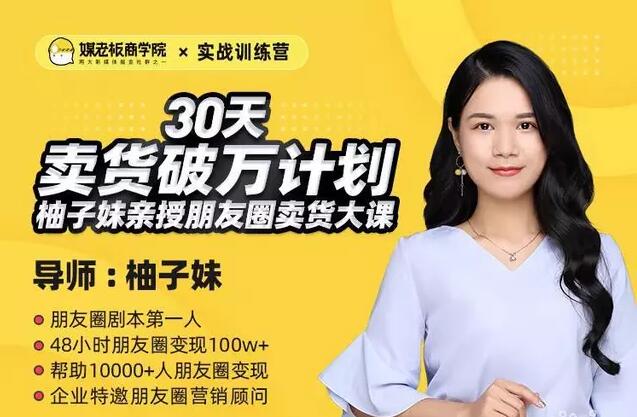 媒老板商学院 × 实战训练营
两大新媒体掘金社群之一
30天
卖货破万计划
柚子妹亲授朋友圈卖货大课
导师：柚子妹
朋友圈剧本第一人
48小时朋友圈变现100w+
帮助10000+人朋友圈变现
企业特邀朋友圈营销顾问